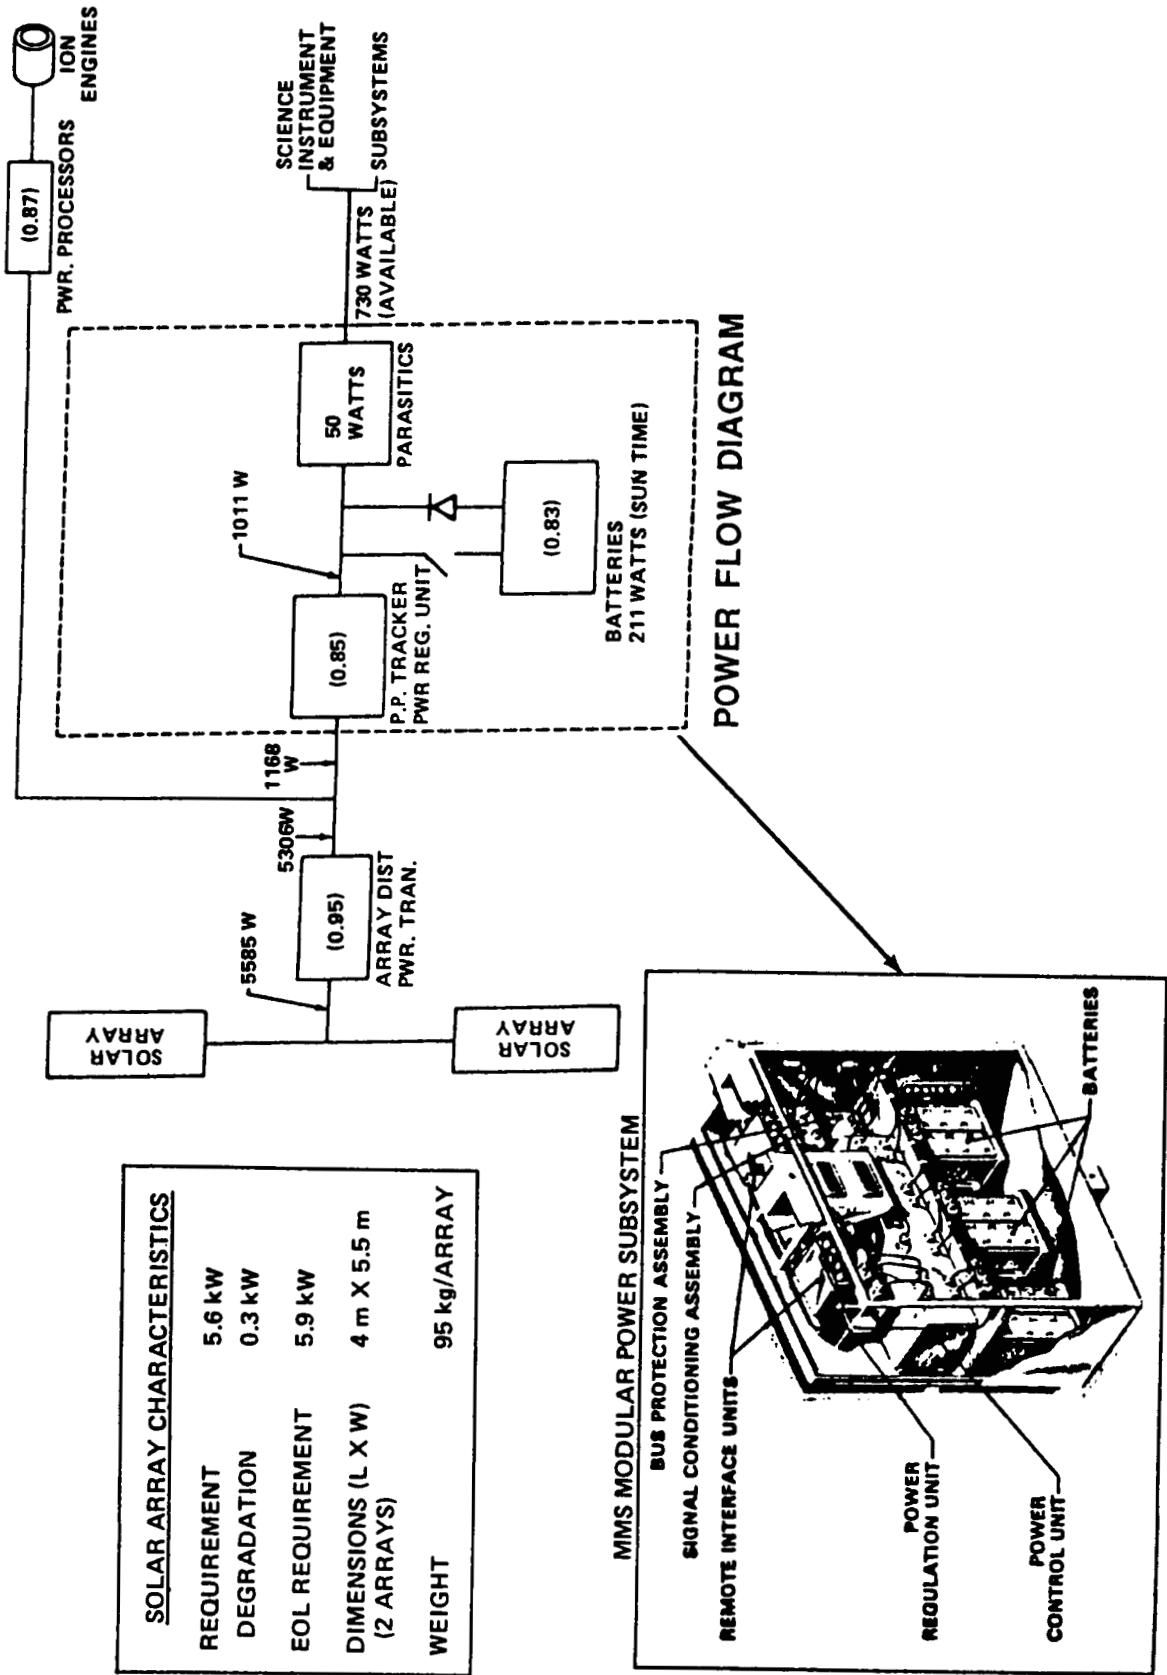 SOLAR ARRAY CHARACTERISTICS
REQUIREMENT 5.6 kW
DEGRADATION 0.3 kW
EOL REQUIREMENT 5.9 kW
DIMENSIONS (L X W) 4 m X 5.5 m
(2 ARRAYS)
WEIGHT 95 kg/ARRAY
SOLAR
ARRAY
SOLAR
ARRAY
5585 W
(0.95)
ARRAY DIST
PWR. TRAN.
5306W
1168
W
(0.85)
P.P. TRACKER
PWR REG. UNIT
1011 W
(0.83)
BATTERIES
211 WATTS (SUN TIME)
50
WATTS
PARASITICS
730 WATTS
(AVAILABLE)
SCIENCE
INSTRUMENT
& EQUIPMENT
SUBSYSTEMS
(0.87)
PWR. PROCESSORS
ION
ENGINES
POWER FLOW DIAGRAM
MMS MODULAR POWER SUBSYSTEM
BUS PROTECTION ASSEMBLY
SIGNAL CONDITIONING ASSEMBLY
REMOTE INTERFACE UNITS
POWER
REGULATION UNIT
POWER
CONTROL UNIT
BATTERIES